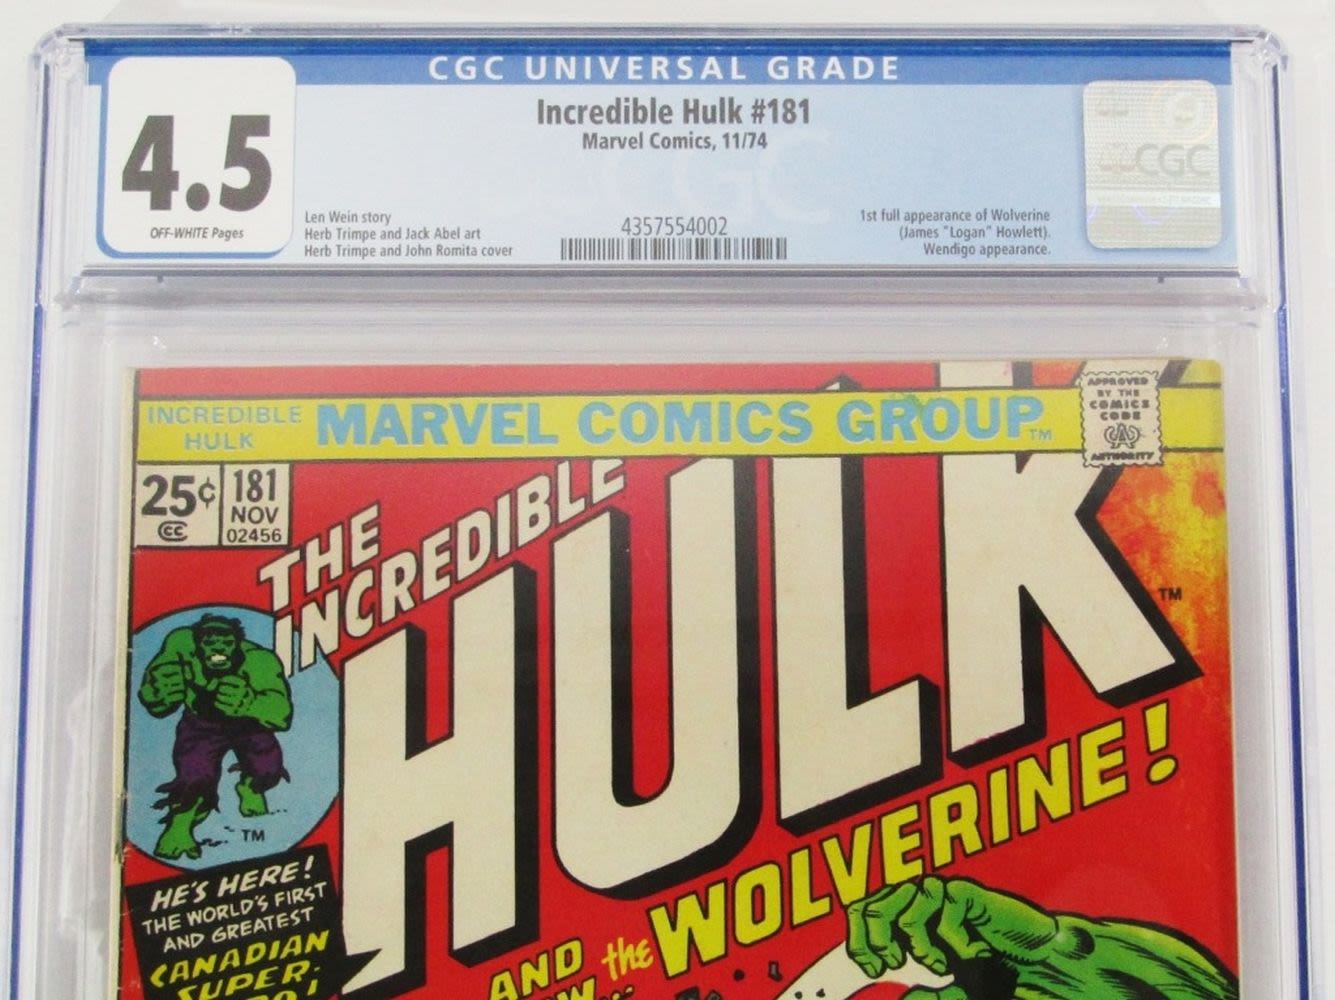 CGC UNIVERSAL GRADE
4.5
OFF-WHITE Pages
Incredible Hulk #181
Marvel Comics, 11/74
Len Wein story
Herb Trimpe and Jack Abel art
Herb Trimpe and John Romita cover
4357554002
1st full appearance of Wolverine
(James "Logan" Howlett).
Wendigo appearance.
CGC
INCREDIBLE
HULK
MARVEL COMICS GROUP TM
APPROVED
BY THE
COMICS
CODE
CA
AUTHORITY
25¢
CC
181
NOV
02456
THE
INCREDIBLE
HULK TM
TM
HE'S HERE!
THE WORLD'S FIRST
AND GREATEST
CANADIAN
SUPER-
AND
the WOLVERINE!